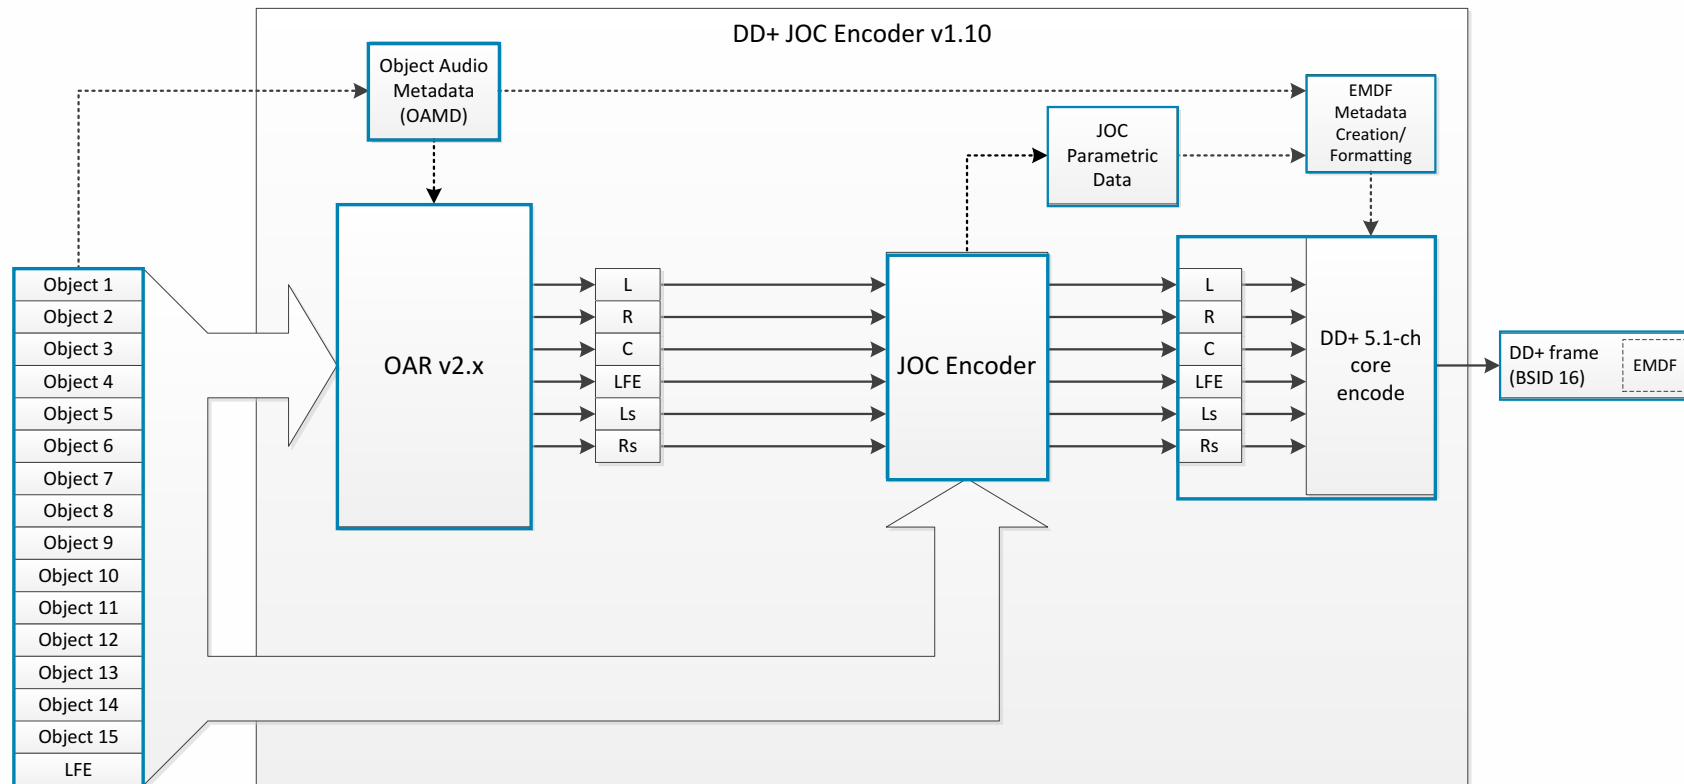 DD+ JOC Encoder v1.10
Object Audio
Metadata
(OAMD)
EMDF
Metadata
Creation/
Formatting
JOC
Parametric
Data
Object 1
Object 2
Object 3
Object 4
Object 5
Object 6
Object 7
Object 8
Object 9
Object 10
Object 11
Object 12
Object 13
Object 14
Object 15
LFE
OAR v2.x
L
R
C
LFE
Ls
Rs
JOC Encoder
L
R
C
LFE
Ls
Rs
DD+ 5.1-ch
core
encode
DD+ frame
(BSID 16)
EMDF